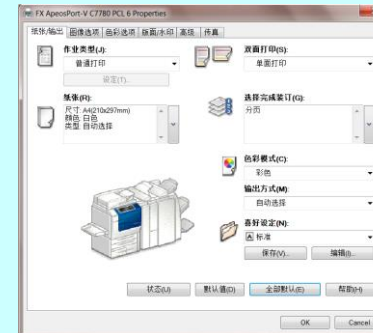 FX ApeosPort-V C7780 PCL 6 Properties
纸张/输出 图像选项 色彩选项 版面/水印 高级 传真
作业类型(J):
普通打印
设定(T)...
纸张(R):
尺寸: A4(210x297mm)
颜色: 白色
类型: 自动选择
双面打印(S):
单面打印
选择完成装订(G):
分页
色彩模式(C):
彩色
输出方式(M):
自动选择
喜好设定(N):
标准
保存(V)... 编辑(I)...
状态(U) 默认值(D) 全部默认(E) 帮助(H)
OK Cancel